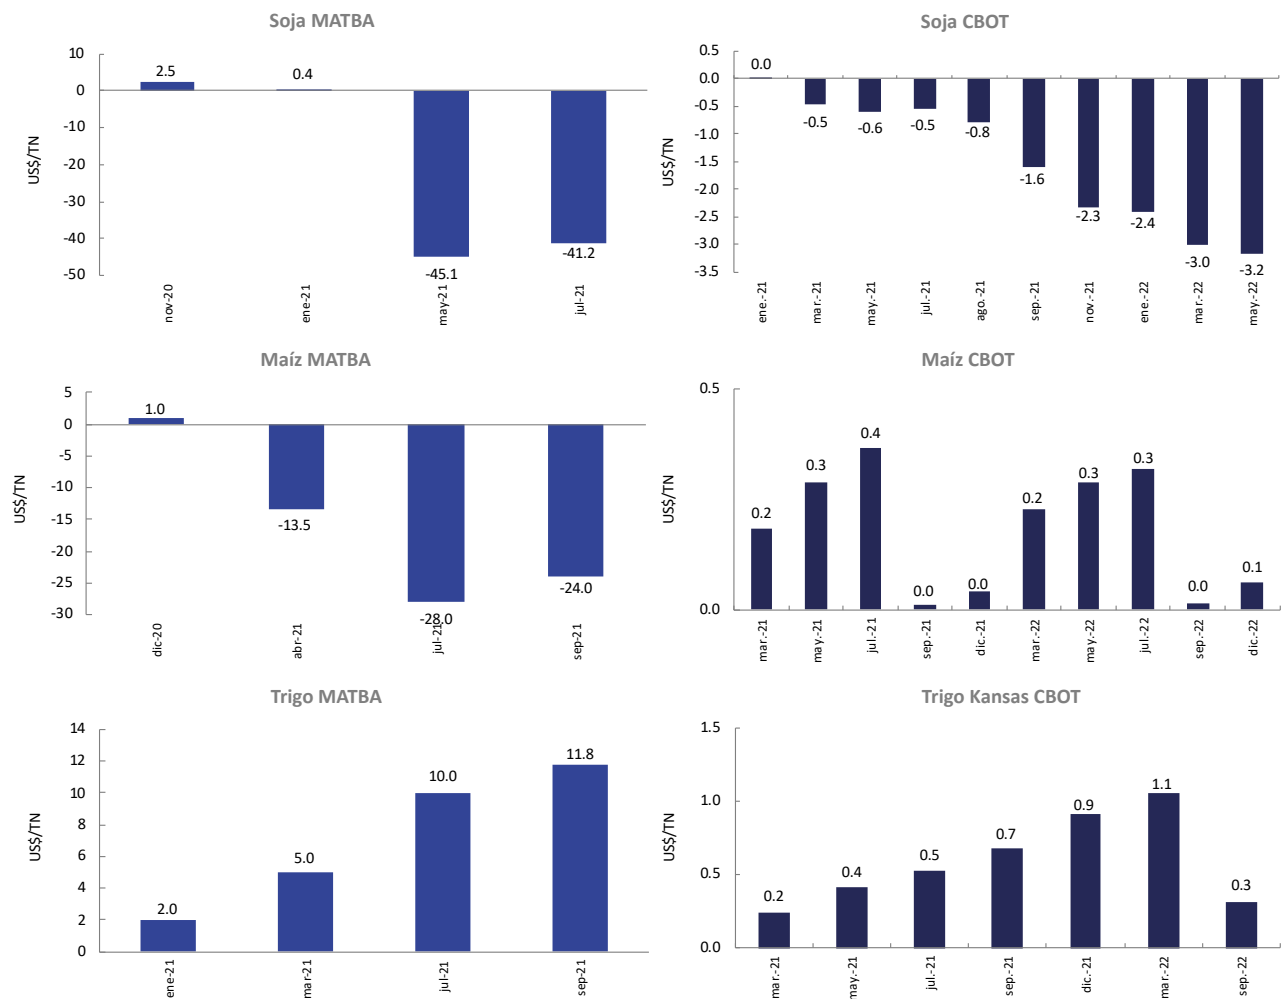 Soja MATBA
US$/TN
10
0
-10
-20
-30
-40
-50
2.5
0.4
-45.1
-41.2
nov-20
ene-21
may-21
jul-21
Soja CBOT
US$/TN
0.5
0.0
-0.5
-1.0
-1.5
-2.0
-2.5
-3.0
-3.5
0.0
-0.5
-0.6
-0.5
-0.8
-1.6
-2.3
-2.4
-3.0
-3.2
ene.-21
mar.-21
may.-21
jul.-21
ago.-21
sep.-21
nov.-21
ene.-22
mar.-22
may.-22
Maíz MATBA
US$/TN
5
0
-5
-10
-15
-20
-25
-30
1.0
-13.5
-28.0
-24.0
dic-20
abr-21
jul-21
sep-21
Maíz CBOT
US$/TN
0.5
0.0
0.2
0.3
0.4
0.0
0.0
0.2
0.3
0.3
0.0
0.1
mar.-21
may.-21
jul.-21
sep.-21
dic.-21
mar.-22
may.-22
jul.-22
sep.-22
dic.-22
Trigo MATBA
US$/TN
14
12
10
8
6
4
2
0
2.0
5.0
10.0
11.8
ene-21
mar-21
jul-21
sep-21
Trigo Kansas CBOT
US$/TN
1.5
1.0
0.5
0.0
0.2
0.4
0.5
0.7
0.9
1.1
0.3
mar.-21
may.-21
jul.-21
sep.-21
dic.-21
mar.-22
sep.-22